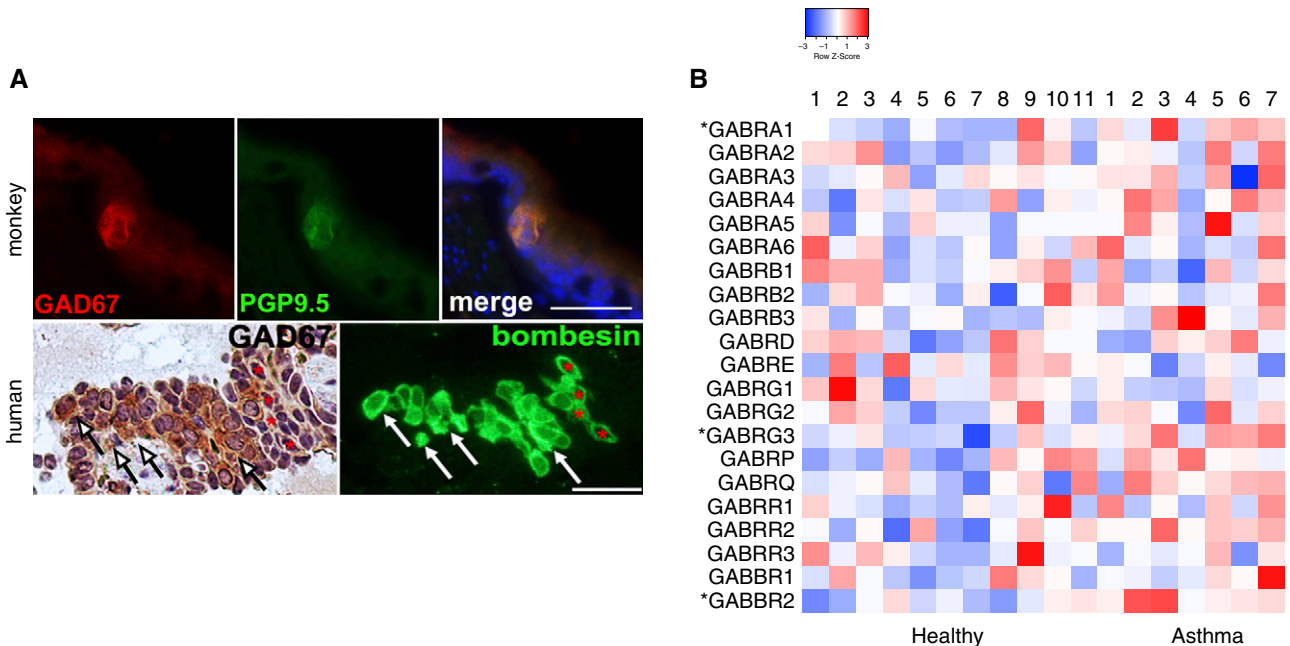 A
monkey
GAD67
PGP9.5
merge
human
GAD67
bombesin
* * * *
* * * *
B
-3 -1 1 3
Row Z-Score
1 2 3 4 5 6 7 8 9 10 11 1 2 3 4 5 6 7
*GABRA1
GABRA2
GABRA3
GABRA4
GABRA5
GABRA6
GABRB1
GABRB2
GABRB3
GABRD
GABRE
GABRG1
GABRG2
*GABRG3
GABRP
GABRQ
GABRR1
GABRR2
GABRR3
GABBR1
*GABBR2
Healthy Asthma